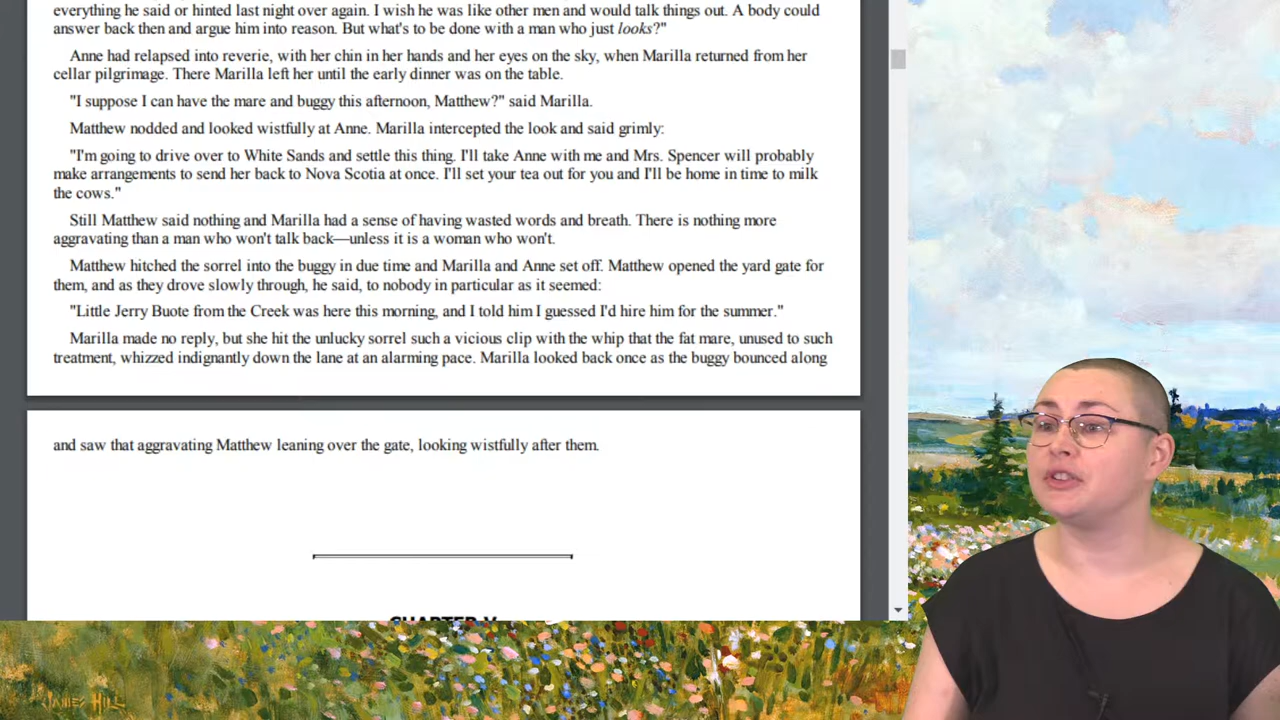 everything he said or hinted last night over again. I wish he was like other men and would talk things out. A body could
answer back then and argue him into reason. But what's to be done with a man who just looks?"
Anne had relapsed into reverie, with her chin in her hands and her eyes on the sky, when Marilla returned from her
cellar pilgrimage. There Marilla left her until the early dinner was on the table.
"I suppose I can have the mare and buggy this afternoon, Matthew?" said Marilla.
Matthew nodded and looked wistfully at Anne. Marilla intercepted the look and said grimly:
"I'm going to drive over to White Sands and settle this thing. I'll take Anne with me and Mrs. Spencer will probably
make arrangements to send her back to Nova Scotia at once. I'll set your tea out for you and I'll be home in time to milk
the cows."
Still Matthew said nothing and Marilla had a sense of having wasted words and breath. There is nothing more
aggravating than a man who won't talk back—unless it is a woman who won't.
Matthew hitched the sorrel into the buggy in due time and Marilla and Anne set off. Matthew opened the yard gate for
them, and as they drove slowly through, he said, to nobody in particular as it seemed:
"Little Jerry Buote from the Creek was here this morning, and I told him I guessed I'd hire him for the summer."
Marilla made no reply, but she hit the unlucky sorrel such a vicious clip with the whip that the fat mare, unused to such
treatment, whizzed indignantly down the lane at an alarming pace. Marilla looked back once as the buggy bounced along
and saw that aggravating Matthew leaning over the gate, looking wistfully after them.
CHAPTER V
JAMES HILL